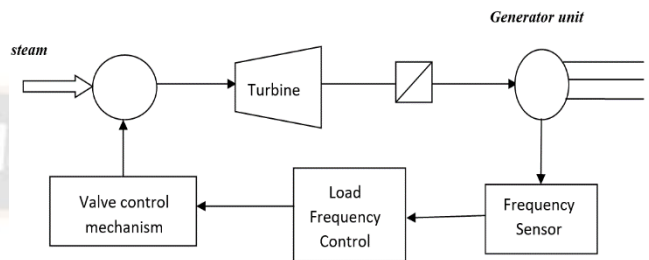 Generator unit
steam
Turbine
Valve control
mechanism
Load
Frequency
Control
Frequency
Sensor